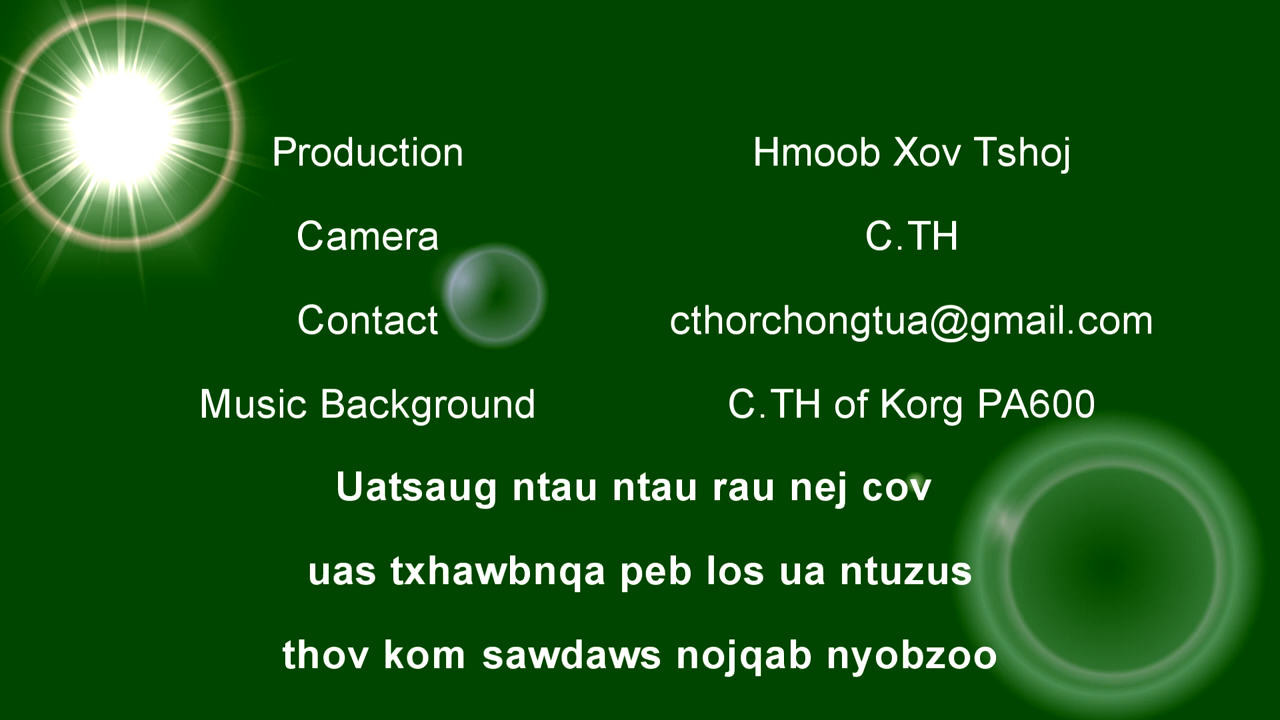 Production Hmoob Xov Tshoj
Camera C.TH
Contact cthorchongtua@gmail.com
Music Background C.TH of Korg PA600
Uatsaug ntau ntau rau nej cov
uas txhawbnqa peb los ua ntuzus
thov kom sawdaws nojqab nyobzoo